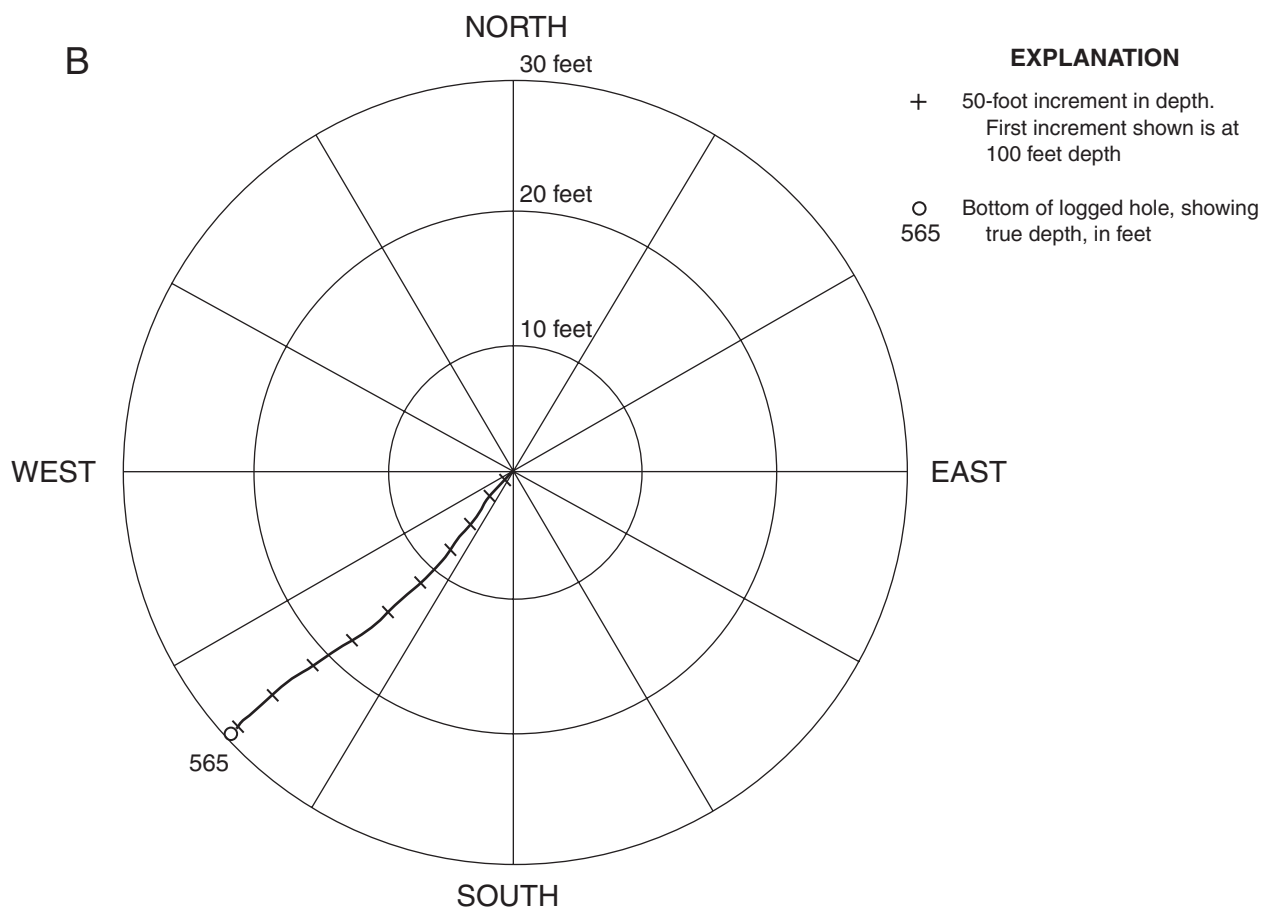 B
NORTH
30 feet
20 feet
10 feet
WEST
EAST
565
SOUTH
EXPLANATION
50-foot increment in depth.
First increment shown is at
100 feet depth
Bottom of logged hole, showing
565 true depth, in feet